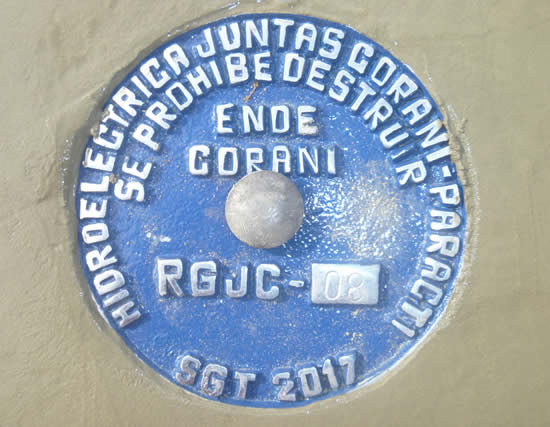 HIDROELECTRICA JUNTAS CORANI-PARACTI
SE PROHIBE DESTRUIR
ENDE
CORANI
RGJC-08
SGT 2017